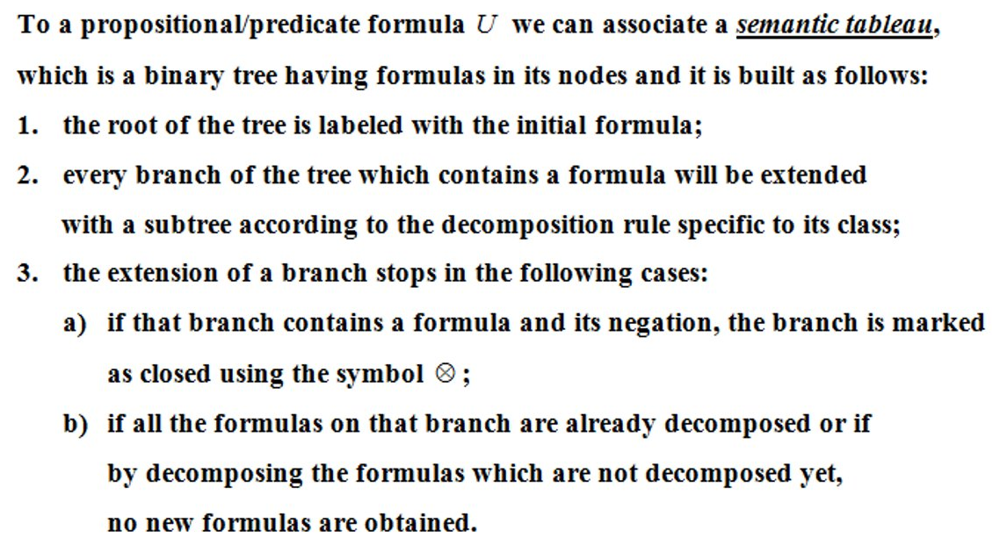 To a propositional/predicate formula U we can associate a semantic tableau,
which is a binary tree having formulas in its nodes and it is built as follows:
1. the root of the tree is labeled with the initial formula;
2. every branch of the tree which contains a formula will be extended
with a subtree according to the decomposition rule specific to its class;
3. the extension of a branch stops in the following cases:
a) if that branch contains a formula and its negation, the branch is marked
as closed using the symbol ⊗ ;
b) if all the formulas on that branch are already decomposed or if
by decomposing the formulas which are not decomposed yet,
no new formulas are obtained.